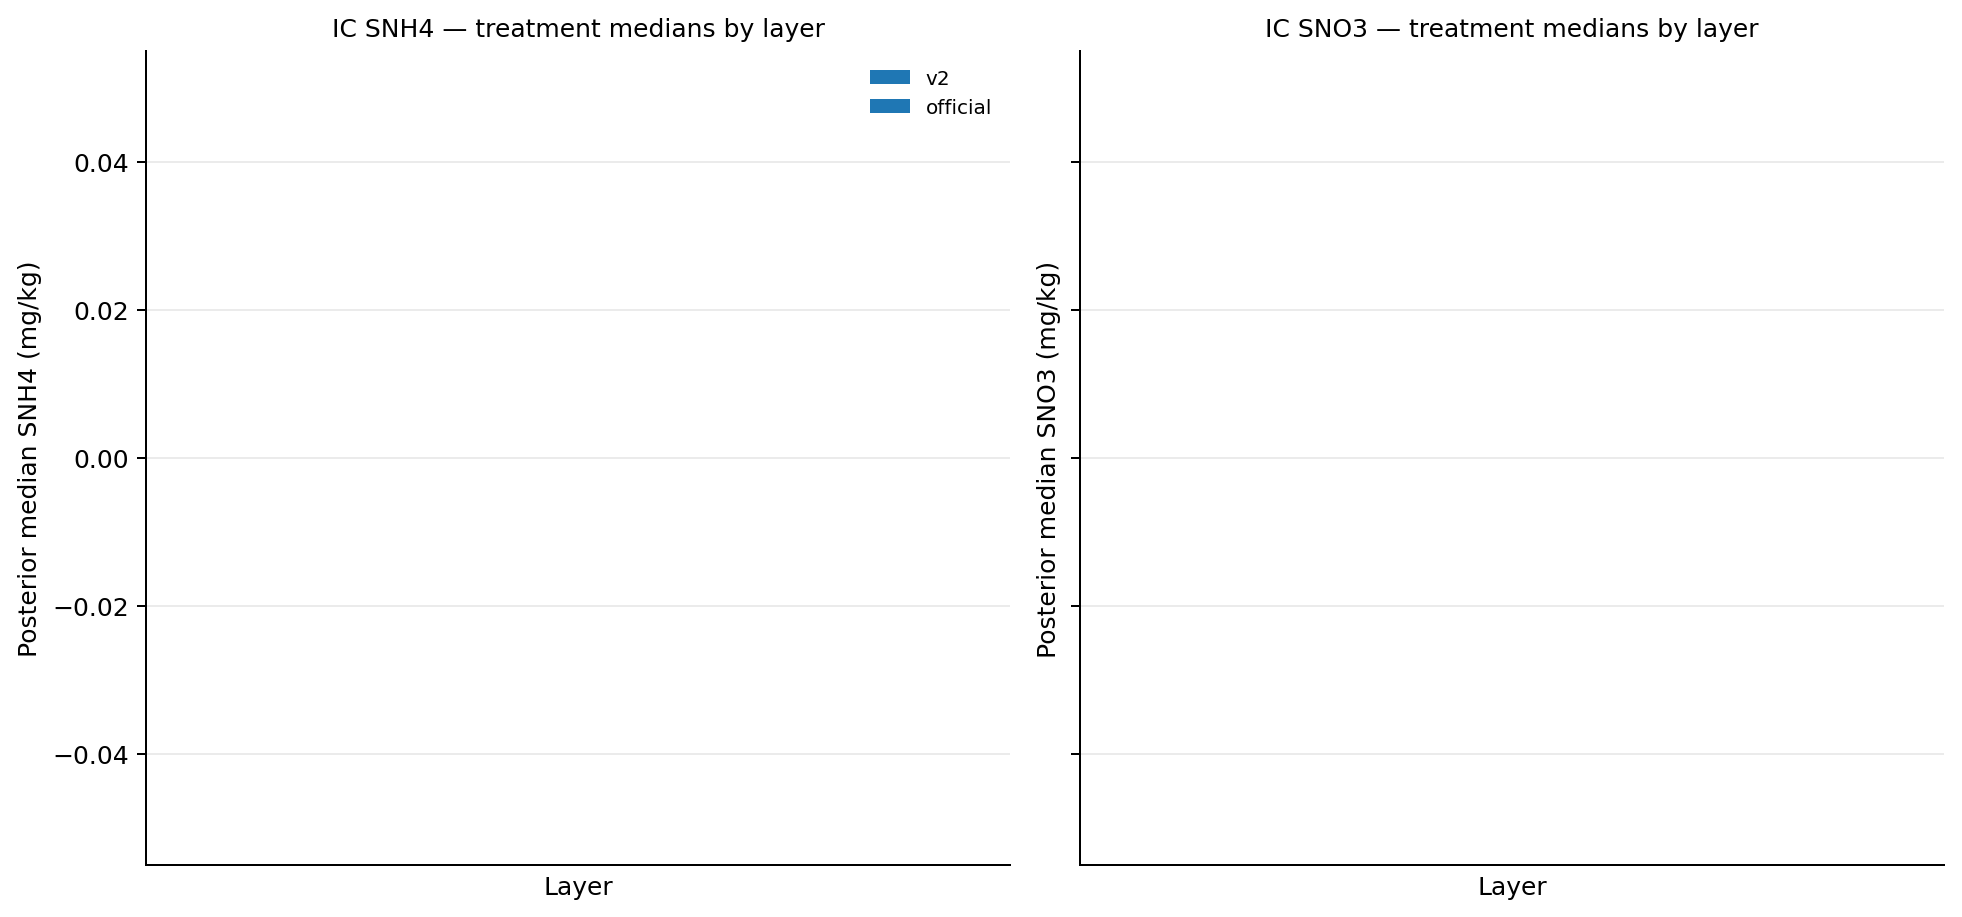 IC SNH4 — treatment medians by layer
v2
official
0.04
0.02
0.00
−0.02
−0.04
Posterior median SNH4 (mg/kg)
Layer
IC SNO3 — treatment medians by layer
Posterior median SNO3 (mg/kg)
Layer